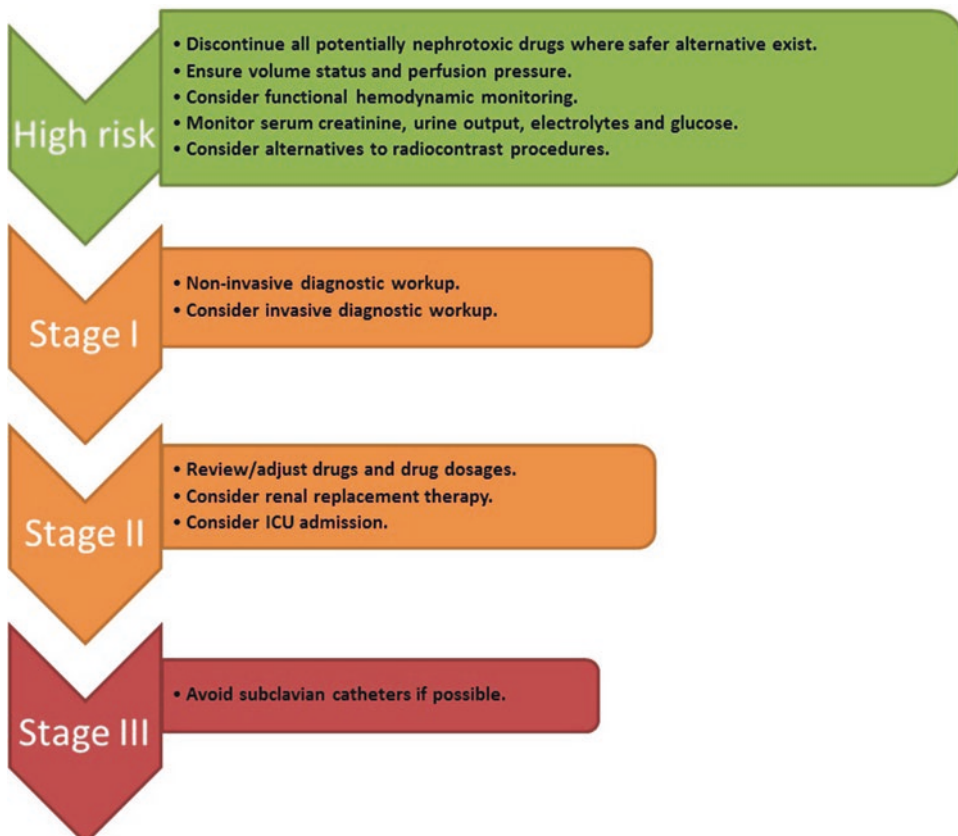 High risk
• Discontinue all potentially nephrotoxic drugs where safer alternative exist.
• Ensure volume status and perfusion pressure.
• Consider functional hemodynamic monitoring.
• Monitor serum creatinine, urine output, electrolytes and glucose.
• Consider alternatives to radiocontrast procedures.
Stage I
• Non-invasive diagnostic workup.
• Consider invasive diagnostic workup.
Stage II
• Review/adjust drugs and drug dosages.
• Consider renal replacement therapy.
• Consider ICU admission.
Stage III
• Avoid subclavian catheters if possible.